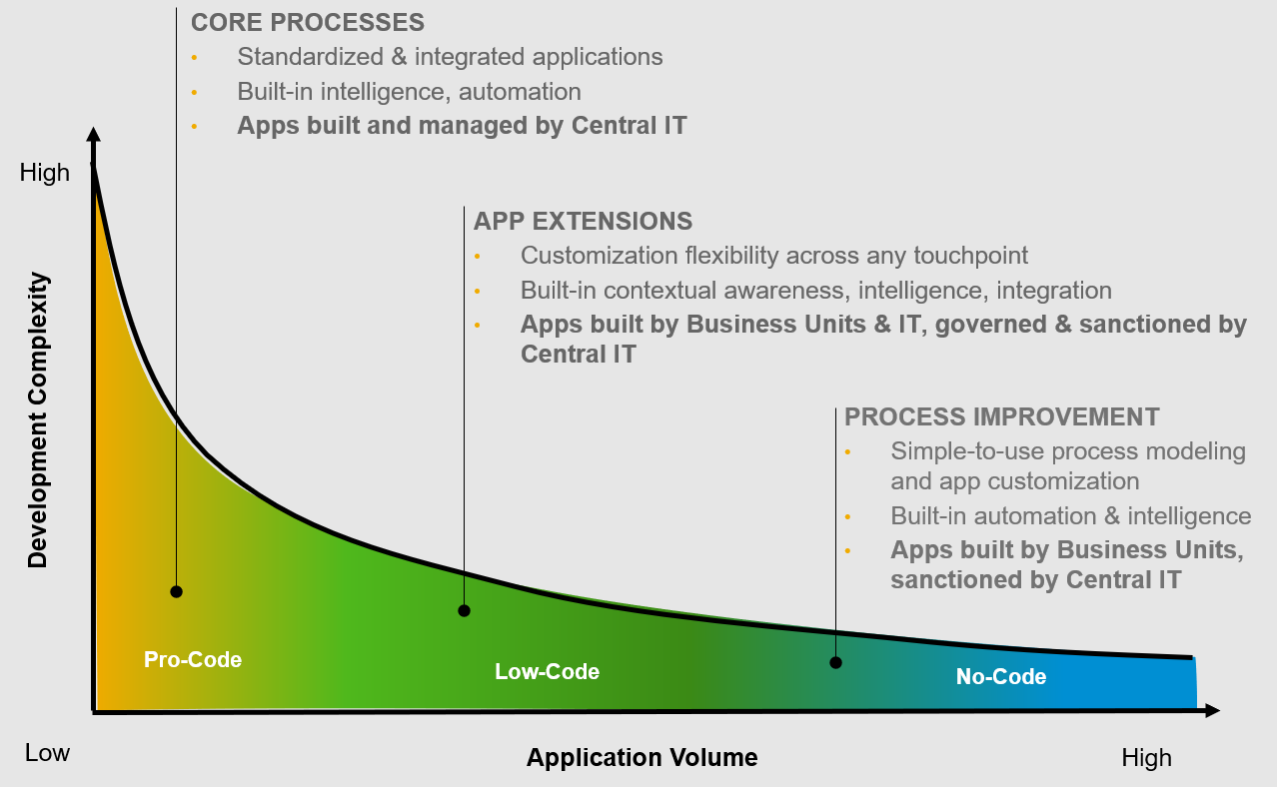 CORE PROCESSES
• Standardized & integrated applications
• Built-in intelligence, automation
• Apps built and managed by Central IT
High
APP EXTENSIONS
• Customization flexibility across any touchpoint
• Built-in contextual awareness, intelligence, integration
• Apps built by Business Units & IT, governed & sanctioned by
Central IT
Development Complexity
PROCESS IMPROVEMENT
• Simple-to-use process modeling
and app customization
• Built-in automation & intelligence
• Apps built by Business Units,
sanctioned by Central IT
Pro-Code
Low-Code
No-Code
Low
Application Volume
High